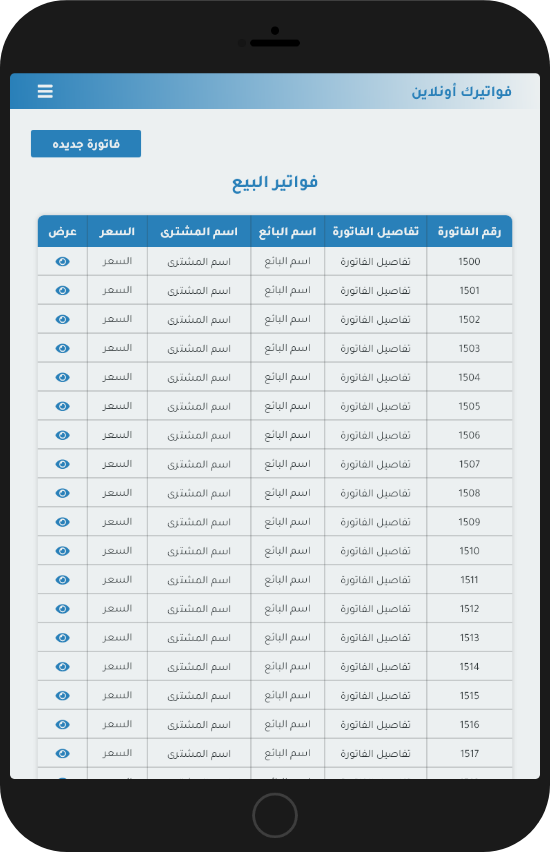 فواتيرك أونلاين
فاتورة جديده
فواتير البيع
رقم الفاتورة تفاصيل الفاتورة اسم البائع اسم المشترى السعر عرض
1500 تفاصيل الفاتورة اسم البائع اسم المشترى السعر
1501 تفاصيل الفاتورة اسم البائع اسم المشترى السعر
1502 تفاصيل الفاتورة اسم البائع اسم المشترى السعر
1503 تفاصيل الفاتورة اسم البائع اسم المشترى السعر
1504 تفاصيل الفاتورة اسم البائع اسم المشترى السعر
1505 تفاصيل الفاتورة اسم البائع اسم المشترى السعر
1506 تفاصيل الفاتورة اسم البائع اسم المشترى السعر
1507 تفاصيل الفاتورة اسم البائع اسم المشترى السعر
1508 تفاصيل الفاتورة اسم البائع اسم المشترى السعر
1509 تفاصيل الفاتورة اسم البائع اسم المشترى السعر
1510 تفاصيل الفاتورة اسم البائع اسم المشترى السعر
1511 تفاصيل الفاتورة اسم البائع اسم المشترى السعر
1512 تفاصيل الفاتورة اسم البائع اسم المشترى السعر
1513 تفاصيل الفاتورة اسم البائع اسم المشترى السعر
1514 تفاصيل الفاتورة اسم البائع اسم المشترى السعر
1515 تفاصيل الفاتورة اسم البائع اسم المشترى السعر
1516 تفاصيل الفاتورة اسم البائع اسم المشترى السعر
1517 تفاصيل الفاتورة اسم البائع اسم المشترى السعر